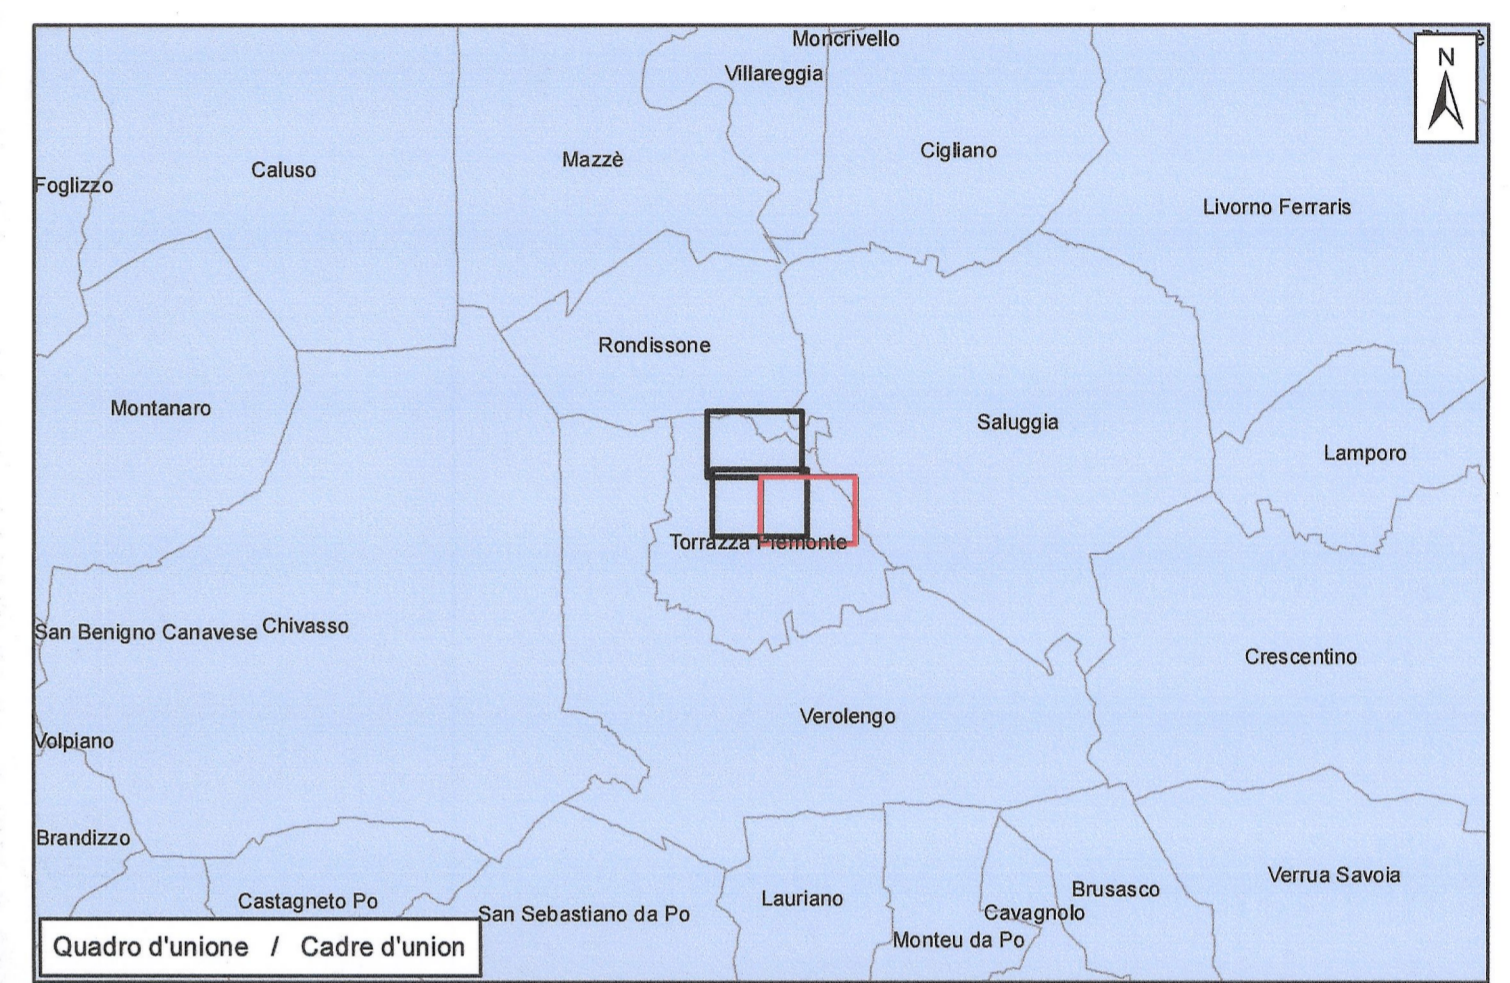 Moncrivello
Villareggia
N
Cigliano
Mazzè
Caluso
Foglizzo
Livorno Ferraris
Rondissone
Montanaro
Saluggia
Lamporo
Torrazza Piemonte
San Benigno Canavese
Chivasso
Crescentino
Verolengo
Volpiano
Brandizzo
Verrua Savoia
Brusasco
Lauriano
Castagneto Po
Cavagnolo
San Sebastiano da Po
Monteu da Po
Quadro d'unione / Cadre d'union